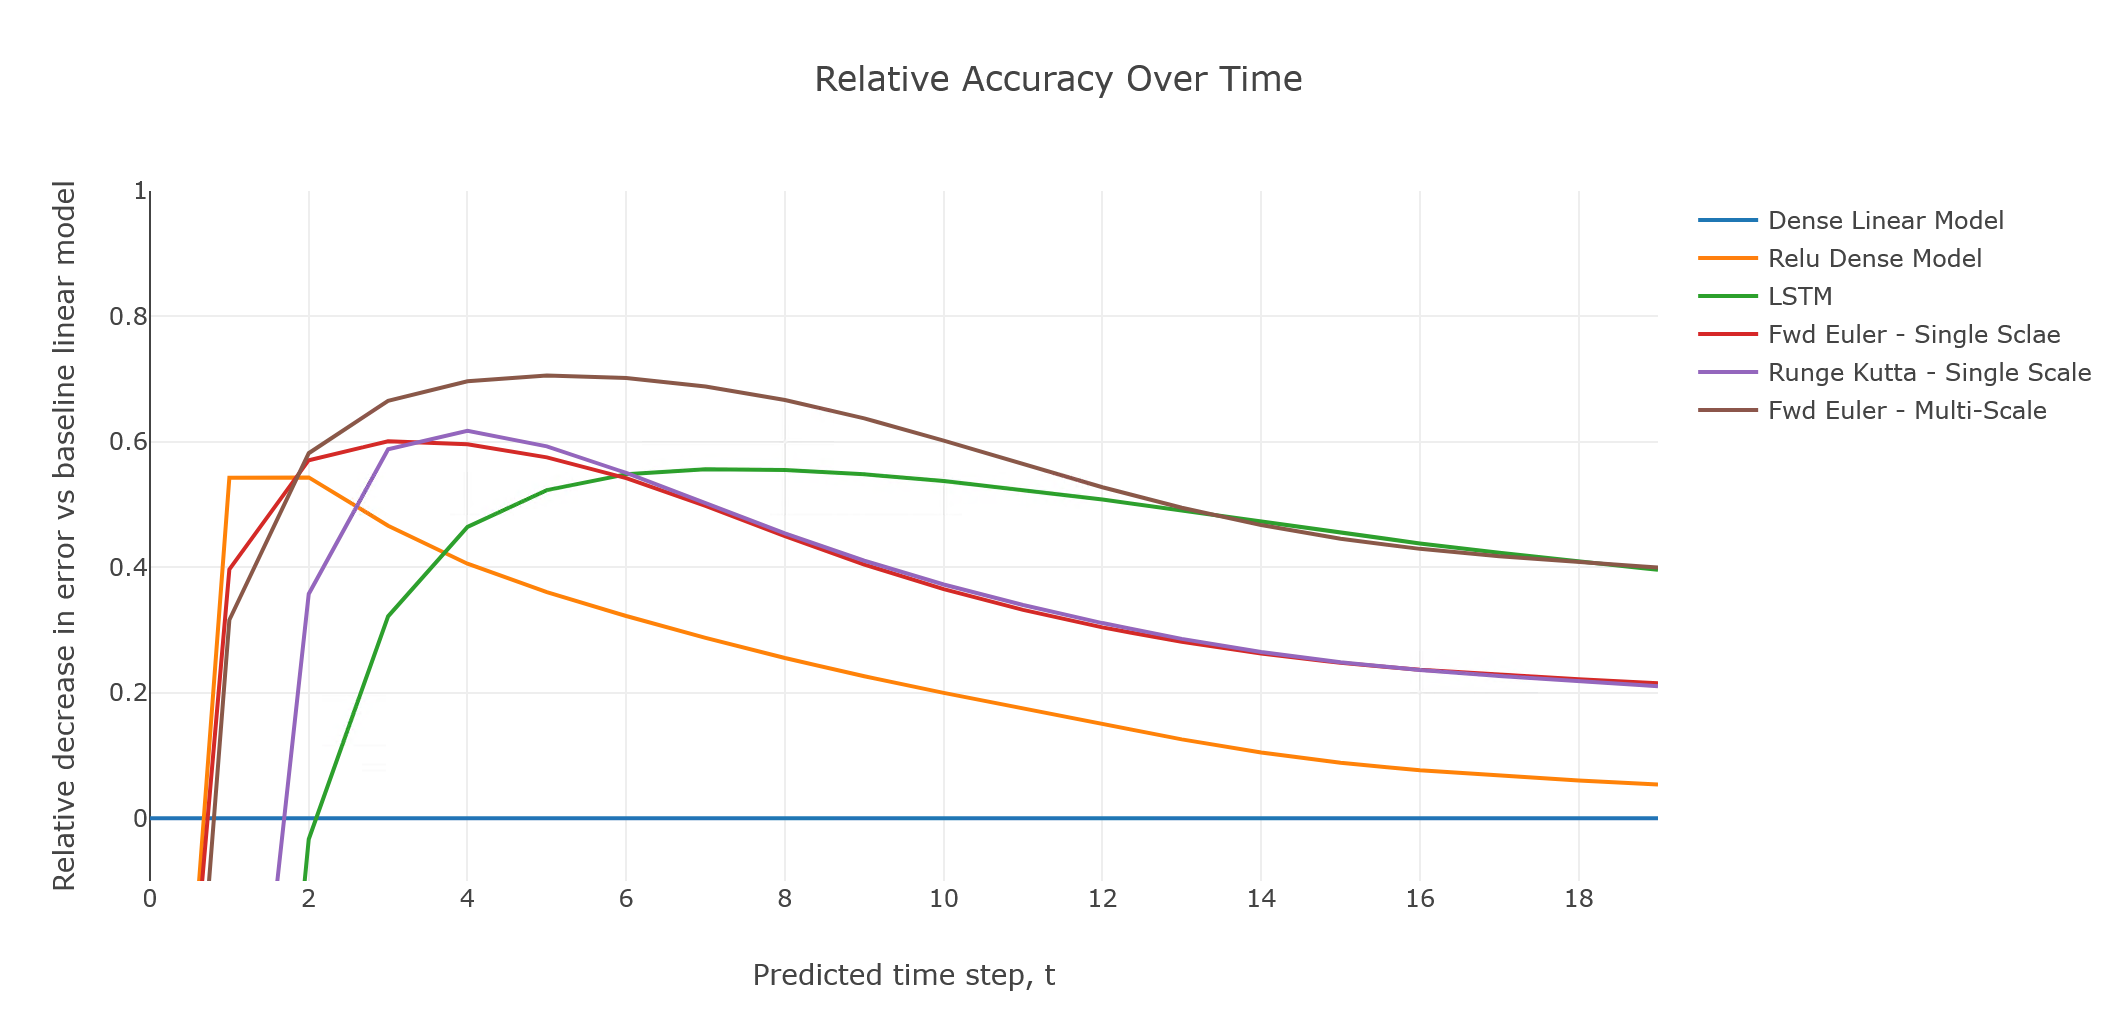 Relative Accuracy Over Time
Relative decrease in error vs baseline linear model
1
0.8
0.6
0.4
0.2
0
0 2 4 6 8 10 12 14 16 18
Predicted time step, t
Dense Linear Model
Relu Dense Model
LSTM
Fwd Euler - Single Sclae
Runge Kutta - Single Scale
Fwd Euler - Multi-Scale